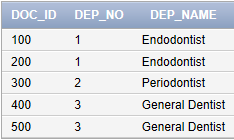 DOC_ID DEP_NO DEP_NAME
100 1 Endodontist
200 1 Endodontist
300 2 Periodontist
400 3 General Dentist
500 3 General Dentist